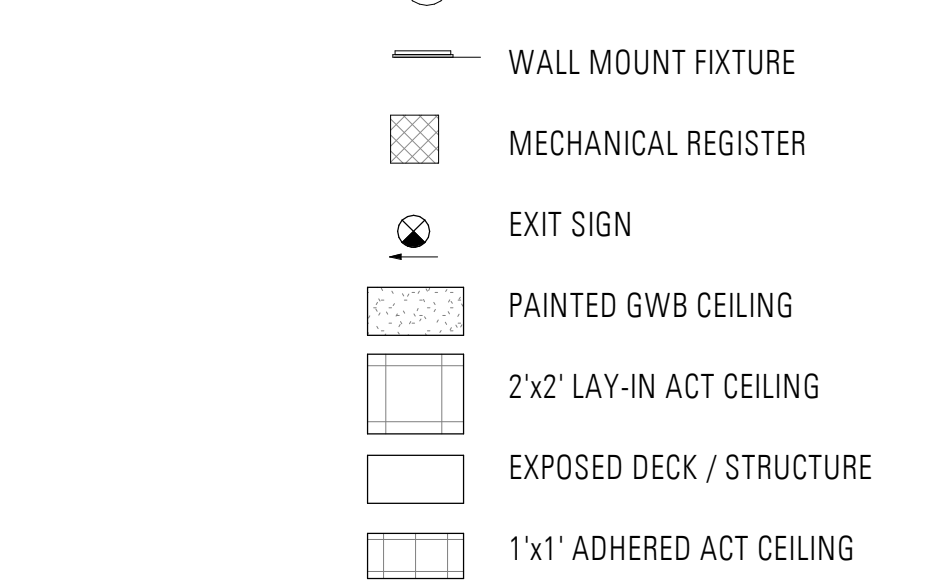 WALL MOUNT FIXTURE
MECHANICAL REGISTER
EXIT SIGN
PAINTED GWB CEILING
2'x2' LAY-IN ACT CEILING
EXPOSED DECK / STRUCTURE
1'x1' ADHERED ACT CEILING